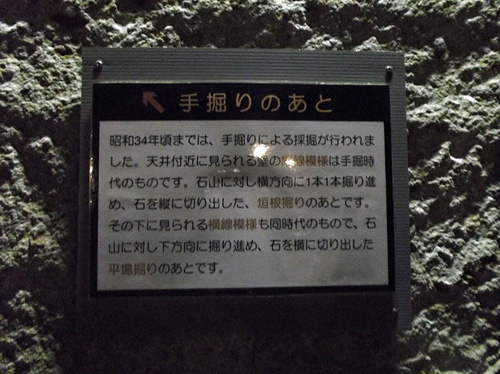 手掘りのあと
昭和34年頃までは、手掘りによる採掘が行われま
した。天井付近に見られる壁の線模様は手掘時
代のものです。石山に対し横方向に1本1本掘り進
め、石を縦に切り出した、垣根掘りのあとです。
その下に見られる横線模様も同時代のもので、石
山に対し下方向に掘り進め、石を横に切り出した
平場掘りのあとです。